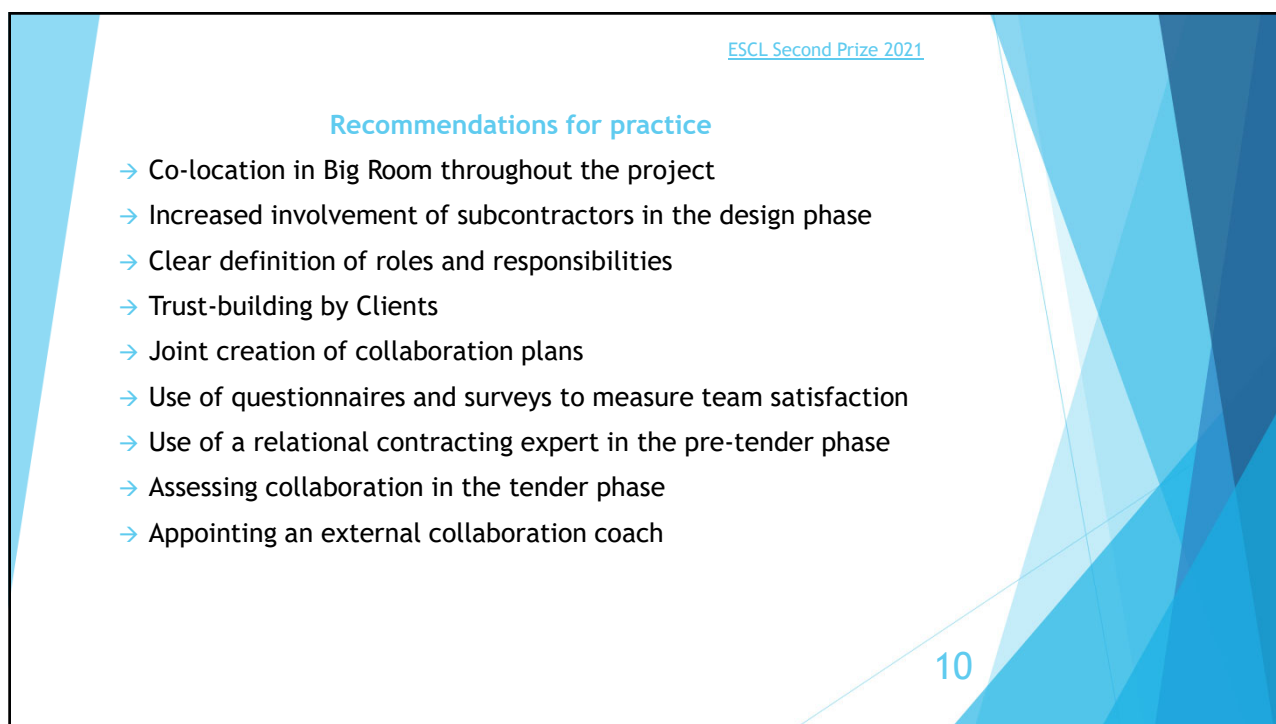 ESCL Second Prize 2021
Recommendations for practice
→ Co-location in Big Room throughout the project
→ Increased involvement of subcontractors in the design phase
→ Clear definition of roles and responsibilities
→ Trust-building by Clients
→ Joint creation of collaboration plans
→ Use of questionnaires and surveys to measure team satisfaction
→ Use of a relational contracting expert in the pre-tender phase
→ Assessing collaboration in the tender phase
→ Appointing an external collaboration coach
10